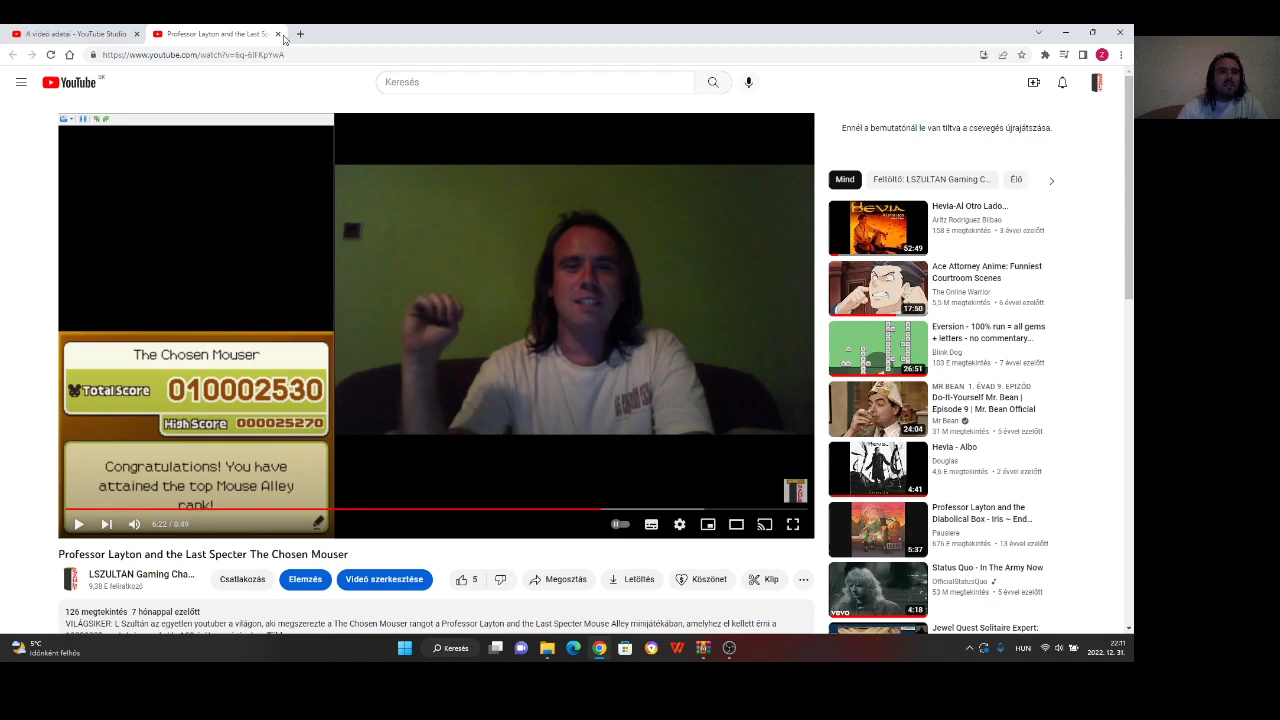 A videó adatai - YouTube Studio
Professor Layton and the Last Sp
https://www.youtube.com/watch?v=6q-6lFKpYwA
YouTube SK
Keresés
Ennél a bemutatónál le van tiltva a csevegés újrajátszása.
Mind
Feltöltő: LSZULTAN Gaming C...
Élő
The Chosen Mouser
Total Score 010002530
High Score 000025270
Congratulations! You have
attained the top Mouse Alley
rank!
6:22 / 8:49
Professor Layton and the Last Specter The Chosen Mouser
LSZULTAN Gaming Cha...
9,38 E feliratkozó
Csatlakozás
Elemzés
Videó szerkesztése
5
Megosztás
Letöltés
Köszönet
Klip
126 megtekintés 7 hónappal ezelőtt
VILÁGSIKER: L Szultán az egyetlen youtuber a világon, aki megszerezte a The Chosen Mouser rangot a Professor Layton and the Last Specter Mouse Alley minijátékában, amelyhez el kellett érni a
HEVIA
52:49
Hevia-Al Otro Lado...
Aritz Rodriguez Bilbao
158 E megtekintés • 3 évvel ezelőtt
17:50
Ace Attorney Anime: Funniest
Courtroom Scenes
The Online Warrior
5,5 M megtekintés • 6 évvel ezelőtt
26:51
Eversion - 100% run = all gems
+ letters - no commentary...
Blink Dog
103 E megtekintés • 7 évvel ezelőtt
24:04
MR BEAN 1. ÉVAD 9. EPIZÓD
Do-It-Yourself Mr. Bean |
Episode 9 | Mr. Bean Official
Mr Bean
31 M megtekintés • 5 évvel ezelőtt
4:41
Hevia - Albo
Douglas
4,6 E megtekintés • 2 évvel ezelőtt
5:37
Professor Layton and the
Diabolical Box - Iris ~ End...
Pausiere
676 E megtekintés • 13 évvel ezelőtt
vevo
4:18
Status Quo - In The Army Now
OfficialStatusQuo
53 M megtekintés • 5 évvel ezelőtt
Jewel Quest Solitaire Expert:
5°C
Időnként felhős
Keresés
HUN
22:11
2022. 12. 31.